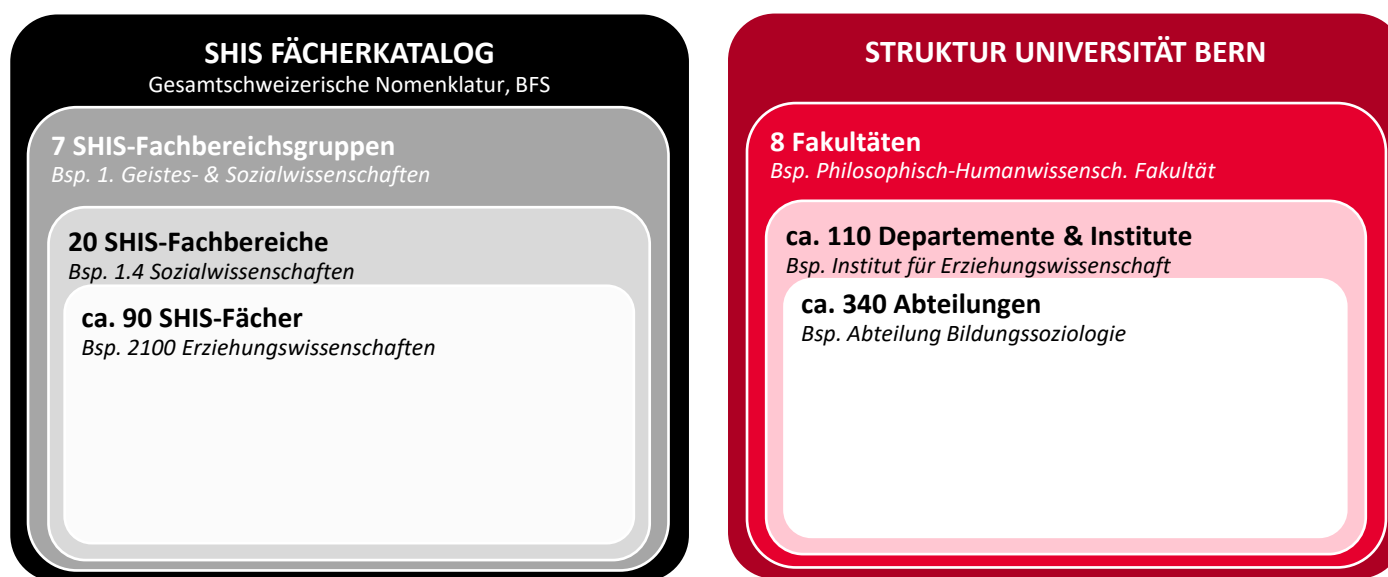 SHIS FÄCHERKATALOG
Gesamtschweizerische Nomenklatur, BFS
7 SHIS-Fachbereichsgruppen
Bsp. 1. Geistes- & Sozialwissenschaften
20 SHIS-Fachbereiche
Bsp. 1.4 Sozialwissenschaften
ca. 90 SHIS-Fächer
Bsp. 2100 Erziehungswissenschaften
STRUKTUR UNIVERSITÄT BERN
8 Fakultäten
Bsp. Philosophisch-Humanwissensch. Fakultät
ca. 110 Departemente & Institute
Bsp. Institut für Erziehungswissenschaft
ca. 340 Abteilungen
Bsp. Abteilung Bildungssoziologie